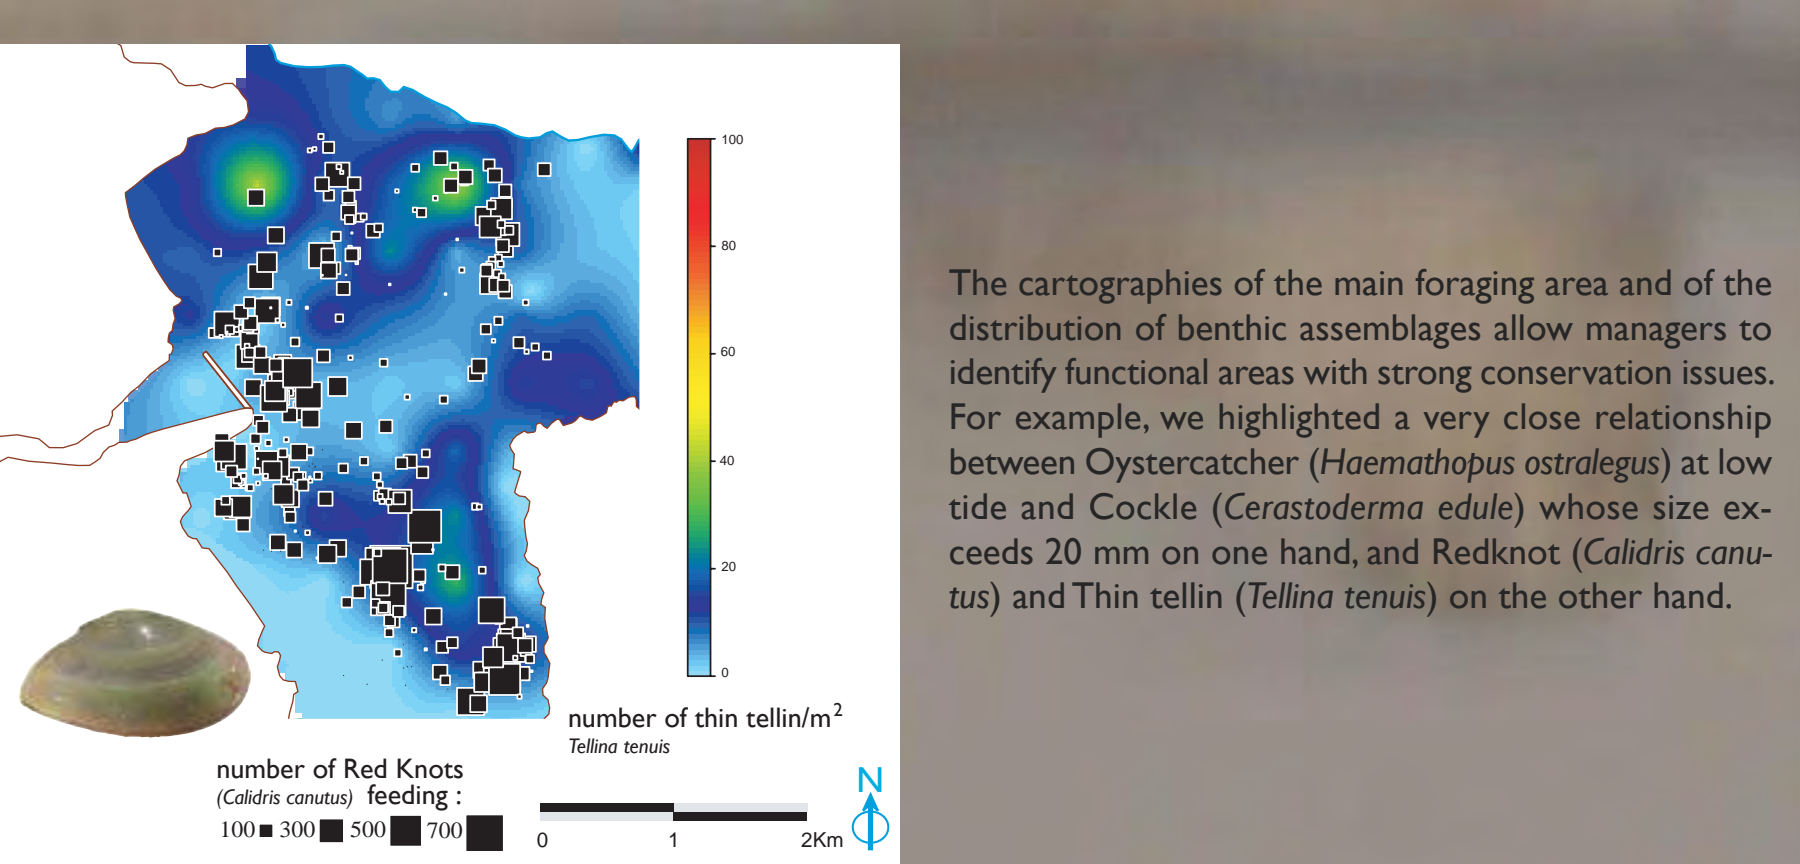 100
80
60
40
20
0
number of thin tellin/m²
Tellina tenuis
number of Red Knots
(Calidris canutus) feeding :
100 300 500 700
0 1 2Km
N
The cartographies of the main foraging area and of the
distribution of benthic assemblages allow managers to
identify functional areas with strong conservation issues.
For example, we highlighted a very close relationship
between Oystercatcher (Haemathopus ostralegus) at low
tide and Cockle (Cerastoderma edule) whose size ex-
ceeds 20 mm on one hand, and Redknot (Calidris canu-
tus) and Thin tellin (Tellina tenuis) on the other hand.